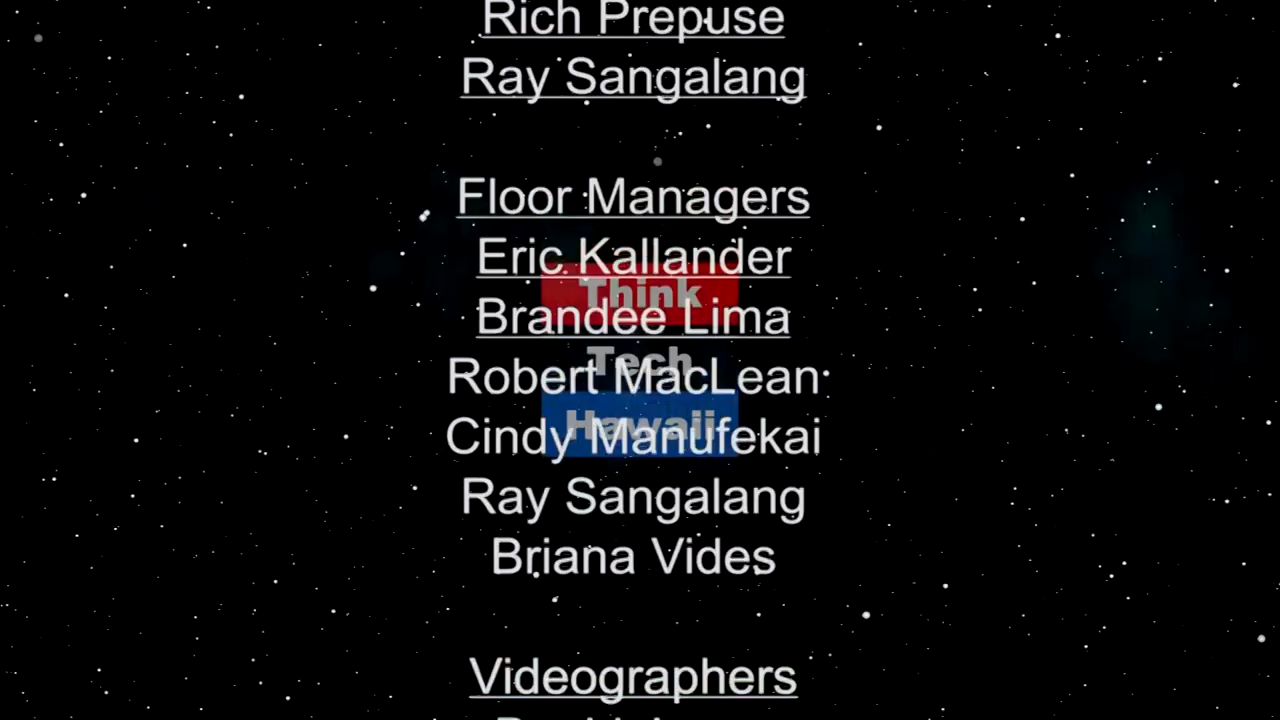 Rich Prepuse
Ray Sangalang
Floor Managers
Eric Kallander
Think
Brandee Lima
Tech
Robert MacLean
Hawaii
Cindy Manufekai
Ray Sangalang
Briana Vides
Videographers